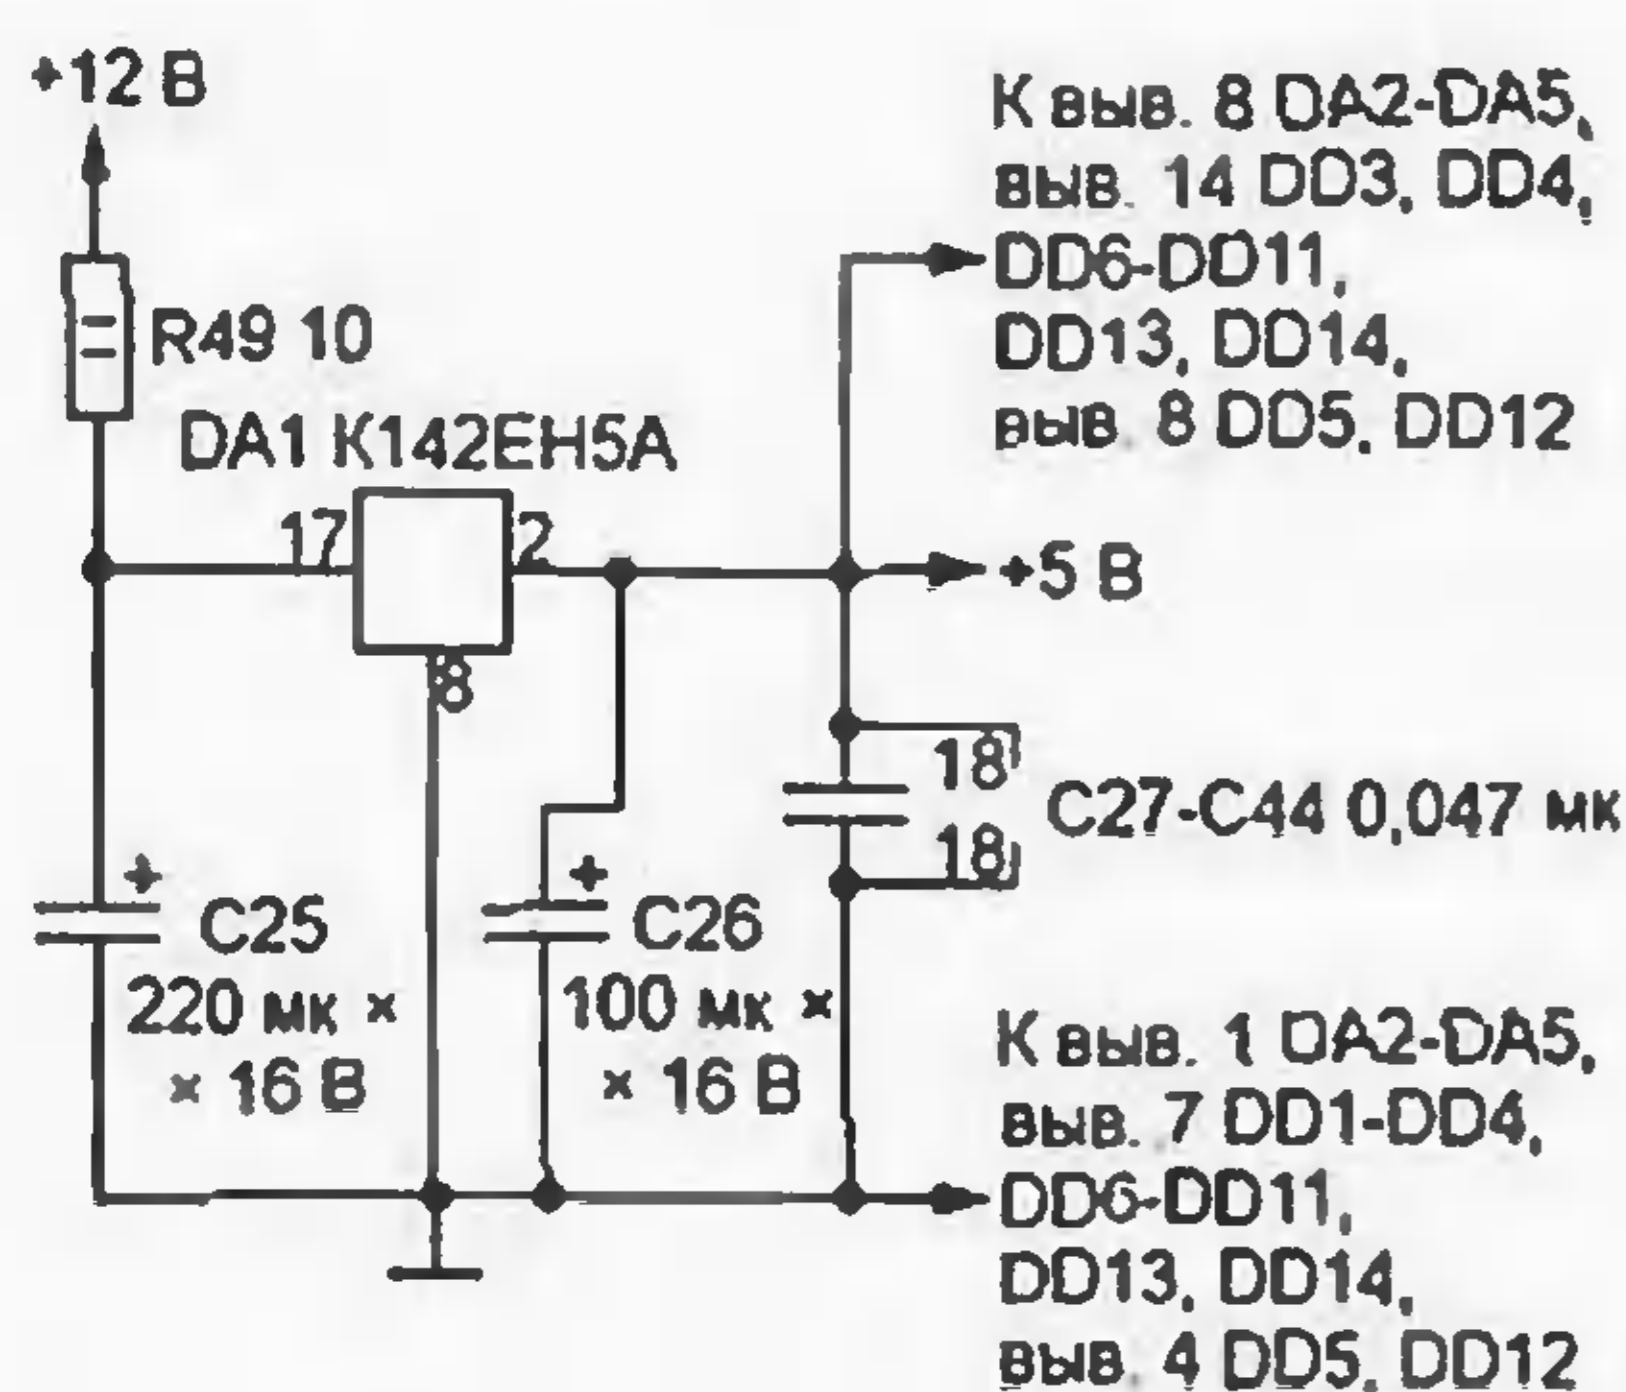 +12 В
К выв. 8 DA2-DA5,
выв. 14 DD3, DD4,
DD6-DD11,
DD13, DD14,
выв. 8 DD5, DD12
R49 10
DA1 К142ЕН5А
17
2
8
+5 В
18
18
C27-C44 0,047 мк
+
C25
220 мк ×
× 16 В
+
C26
100 мк ×
× 16 В
К выв. 1 DA2-DA5,
выв. 7 DD1-DD4,
DD6-DD11,
DD13, DD14,
выв. 4 DD5, DD12